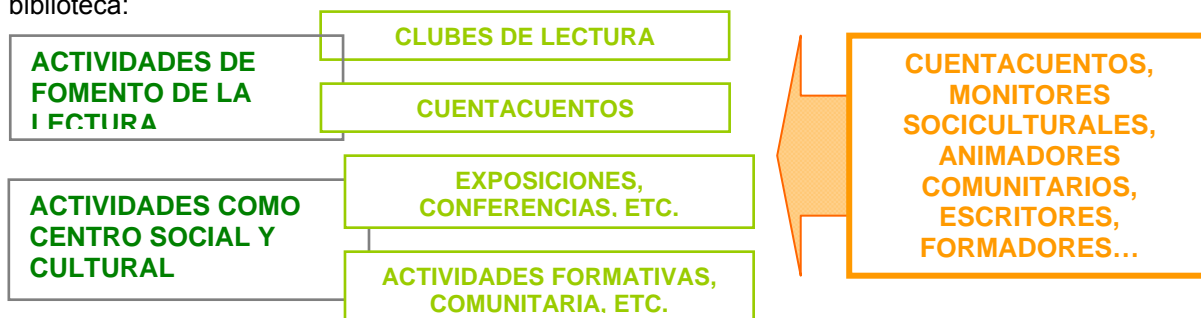 biblioteca:
ACTIVIDADES DE
FOMENTO DE LA
LECTURA
CLUBES DE LECTURA
CUENTACUENTOS
ACTIVIDADES COMO
CENTRO SOCIAL Y
CULTURAL
EXPOSICIONES,
CONFERENCIAS, ETC.
ACTIVIDADES FORMATIVAS,
COMUNITARIA, ETC.
CUENTACUENTOS,
MONITORES
SOCICULTURALES,
ANIMADORES
COMUNITARIOS,
ESCRITORES,
FORMADORES…